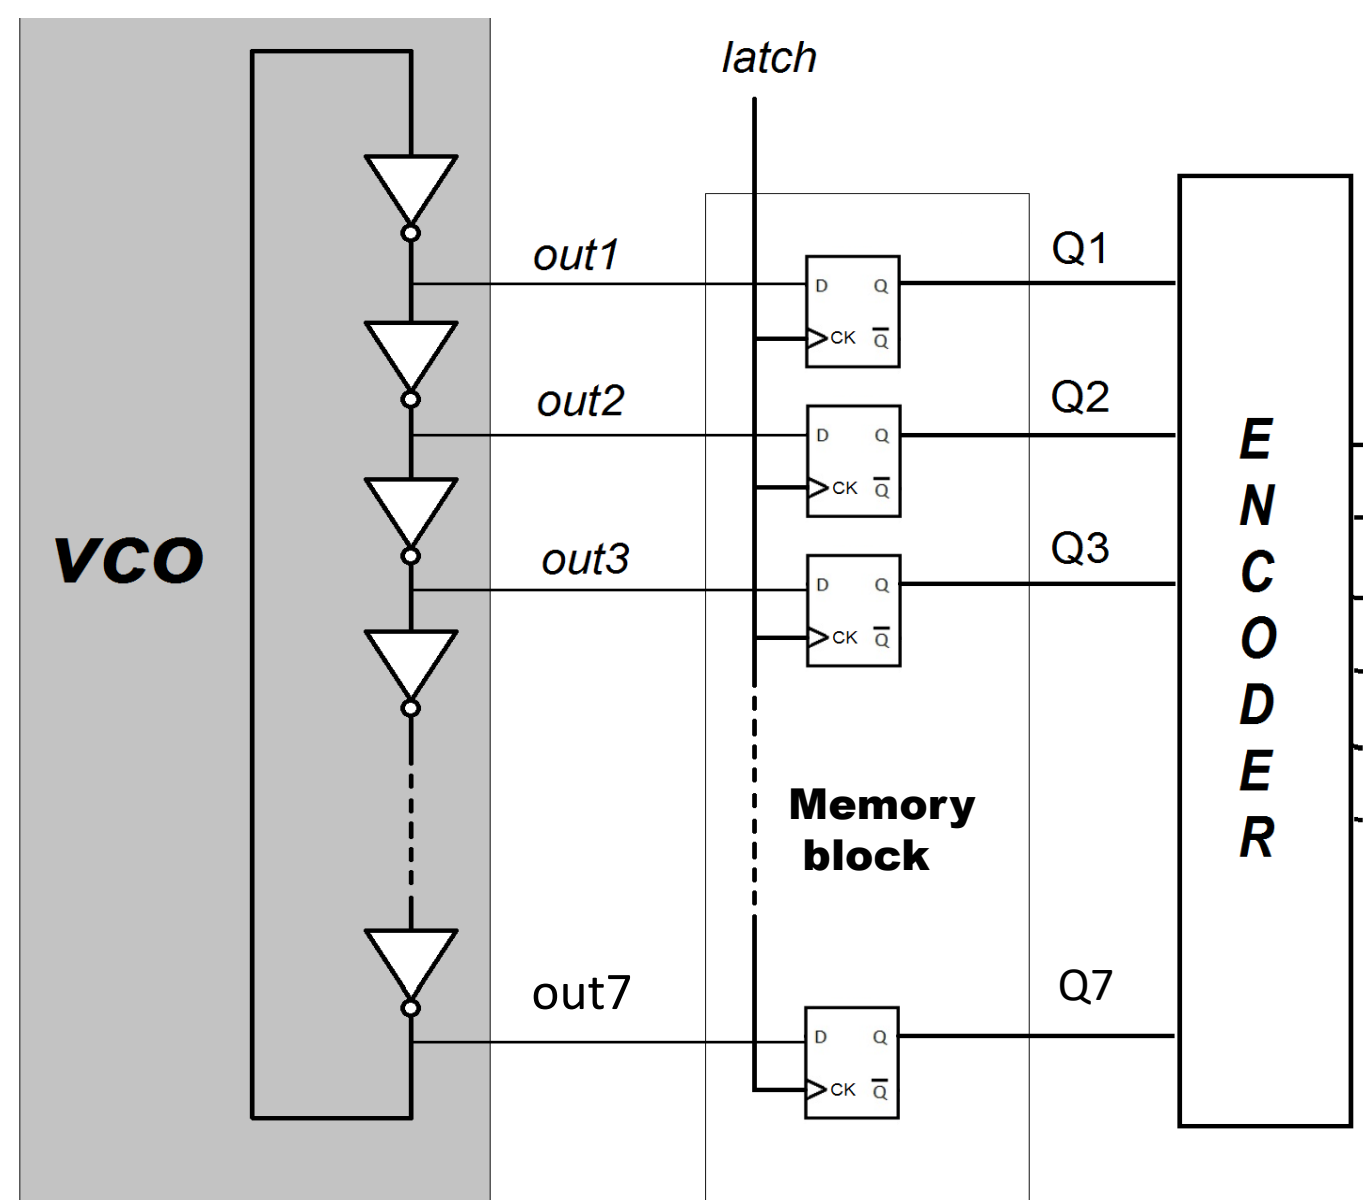 latch
out1
D Q
CK Q
Q1
out2
D Q
CK Q
Q2
VCO
out3
D Q
CK Q
Q3
Memory
block
out7
D Q
CK Q
Q7
E
N
C
O
D
E
R